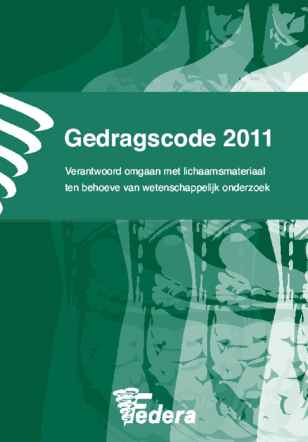 Gedragscode 2011
Verantwoord omgaan met lichaamsmateriaal
ten behoeve van wetenschappelijk onderzoek
Federa